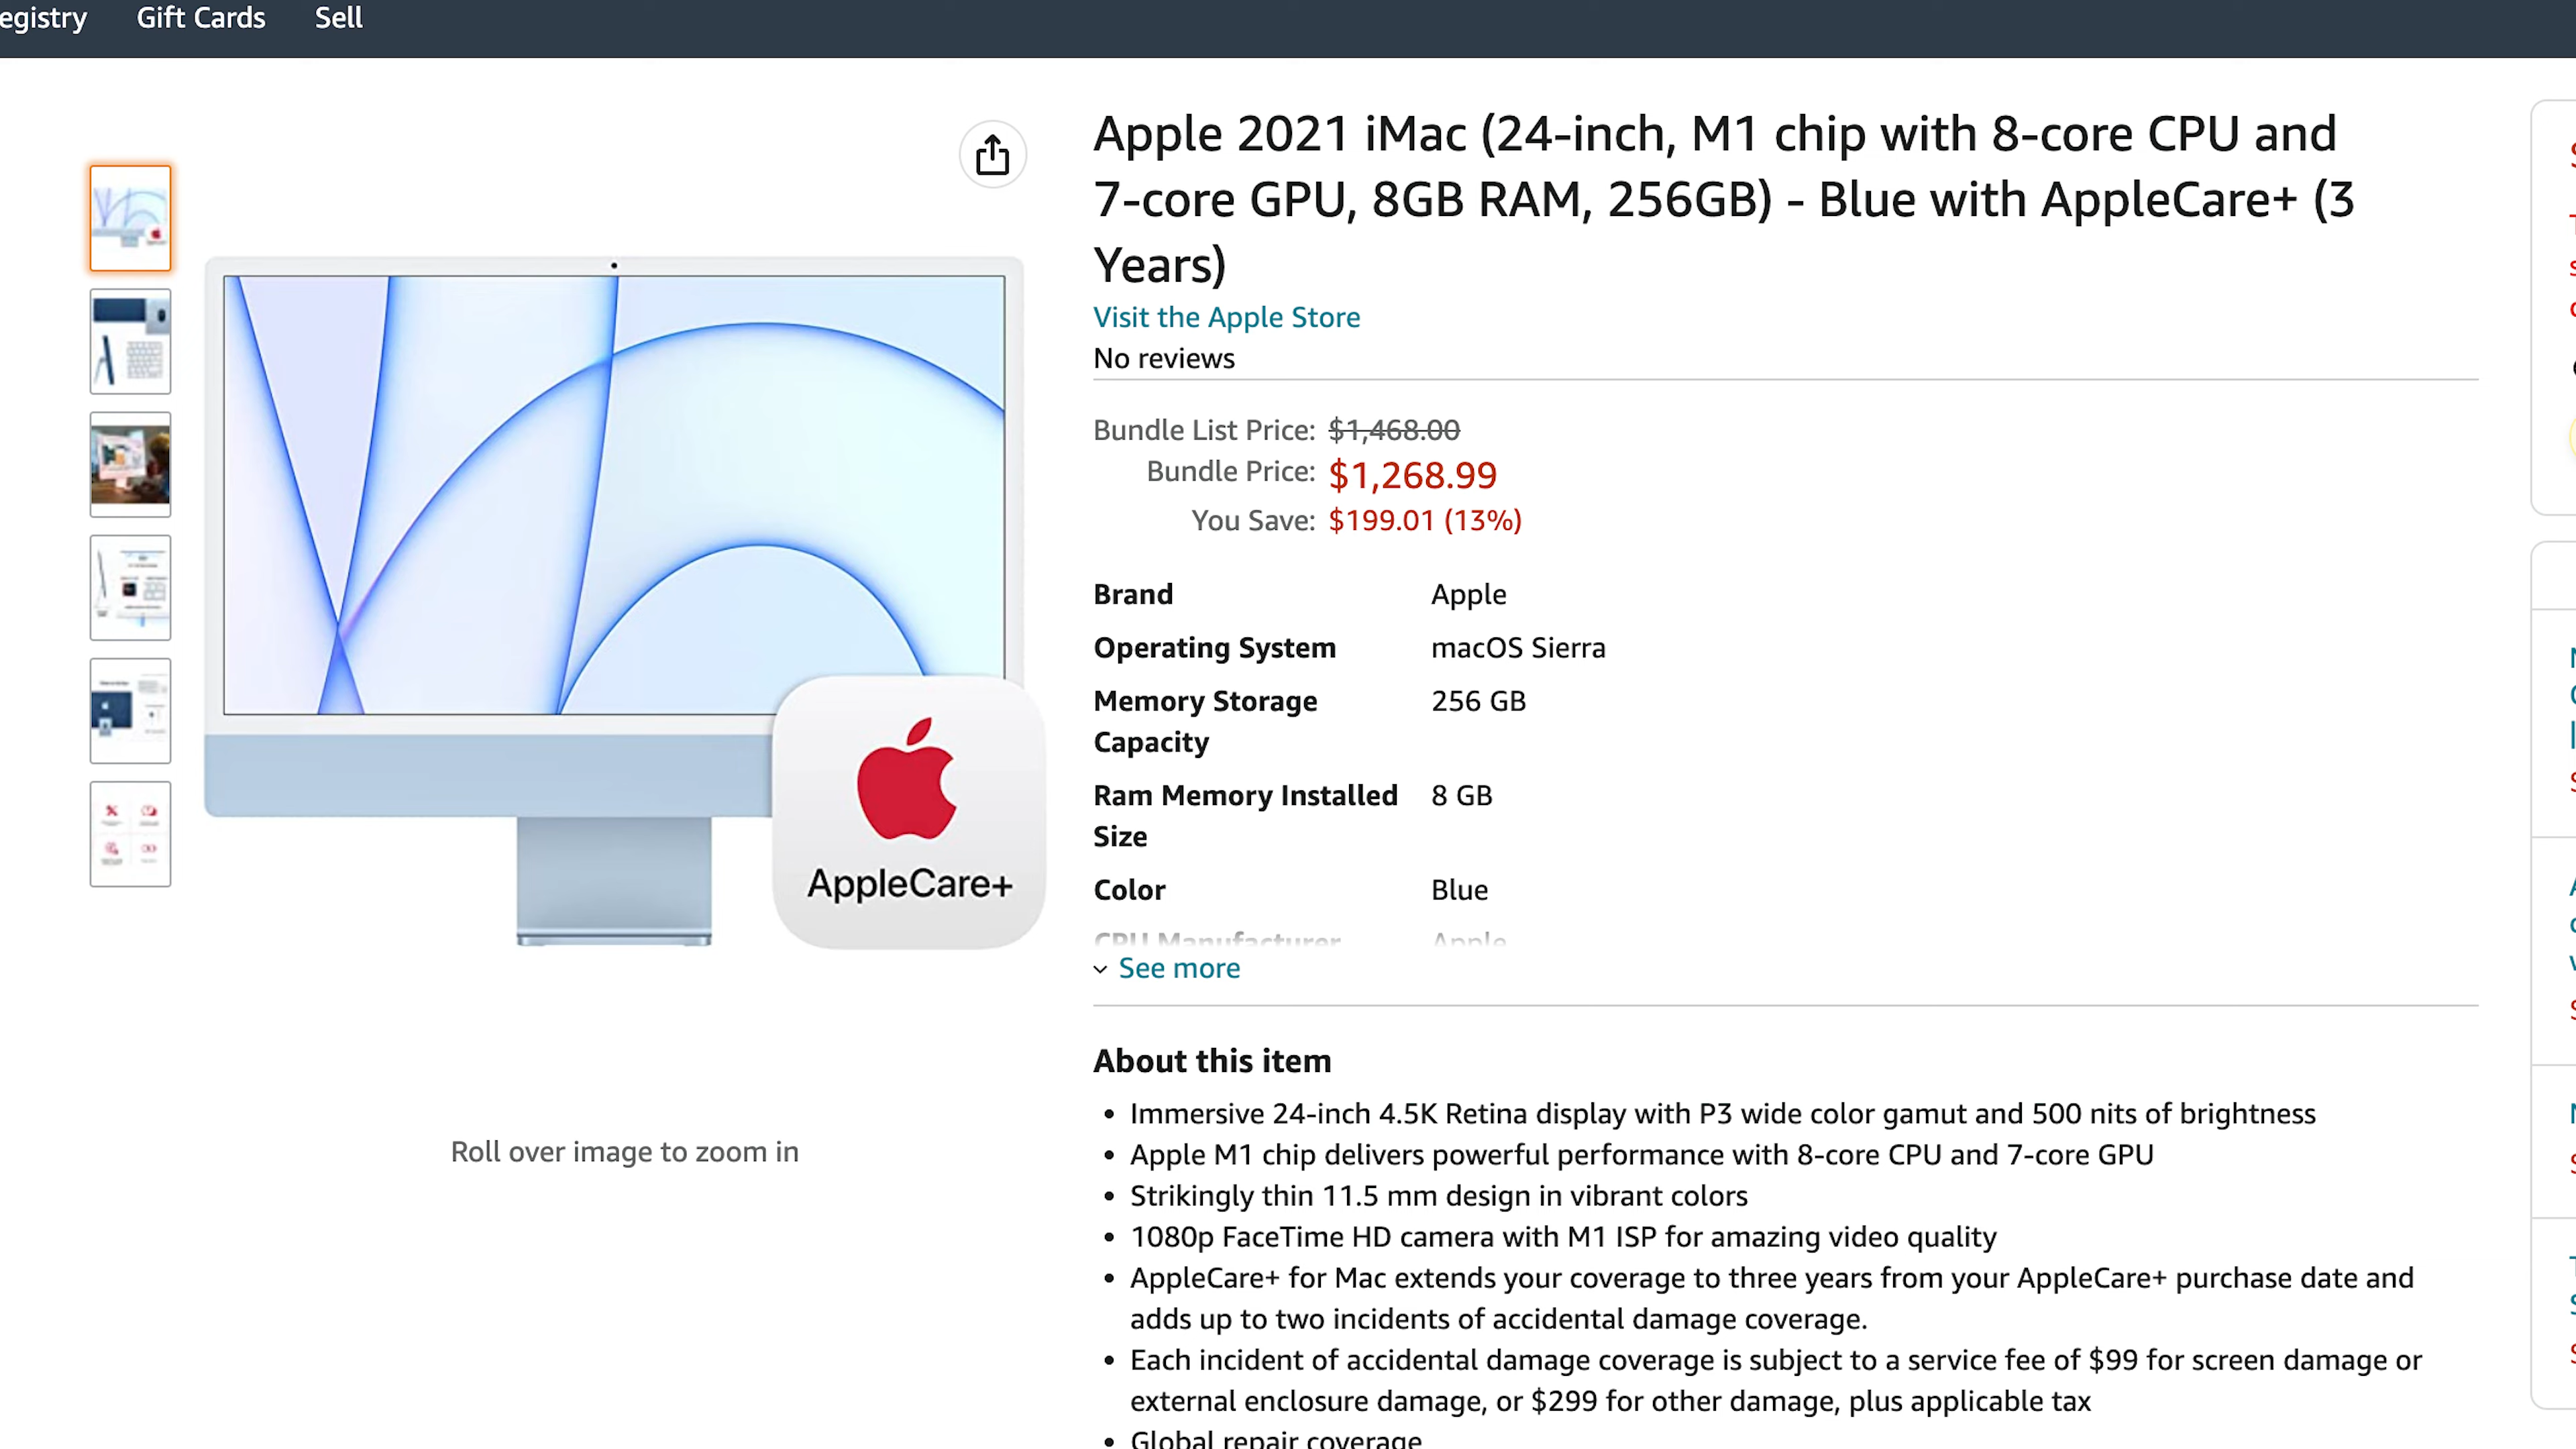 Gift Cards
Sell
Apple 2021 iMac (24-inch, M1 chip with 8-core CPU and
7-core GPU, 8GB RAM, 256GB) - Blue with AppleCare+ (3
Years)
Visit the Apple Store
No reviews
Bundle List Price: $1,468.00
Bundle Price: $1,268.99
You Save: $199.01 (13%)
Brand Apple
Operating System macOS Sierra
Memory Storage 256 GB
Capacity
Ram Memory Installed 8 GB
Size
Color Blue
CPU Manufacturer Apple
See more
AppleCare+
Roll over image to zoom in
About this item
• Immersive 24-inch 4.5K Retina display with P3 wide color gamut and 500 nits of brightness
• Apple M1 chip delivers powerful performance with 8-core CPU and 7-core GPU
• Strikingly thin 11.5 mm design in vibrant colors
• 1080p FaceTime HD camera with M1 ISP for amazing video quality
• AppleCare+ for Mac extends your coverage to three years from your AppleCare+ purchase date and
adds up to two incidents of accidental damage coverage.
• Each incident of accidental damage coverage is subject to a service fee of $99 for screen damage or
external enclosure damage, or $299 for other damage, plus applicable tax
• Global repair coverage